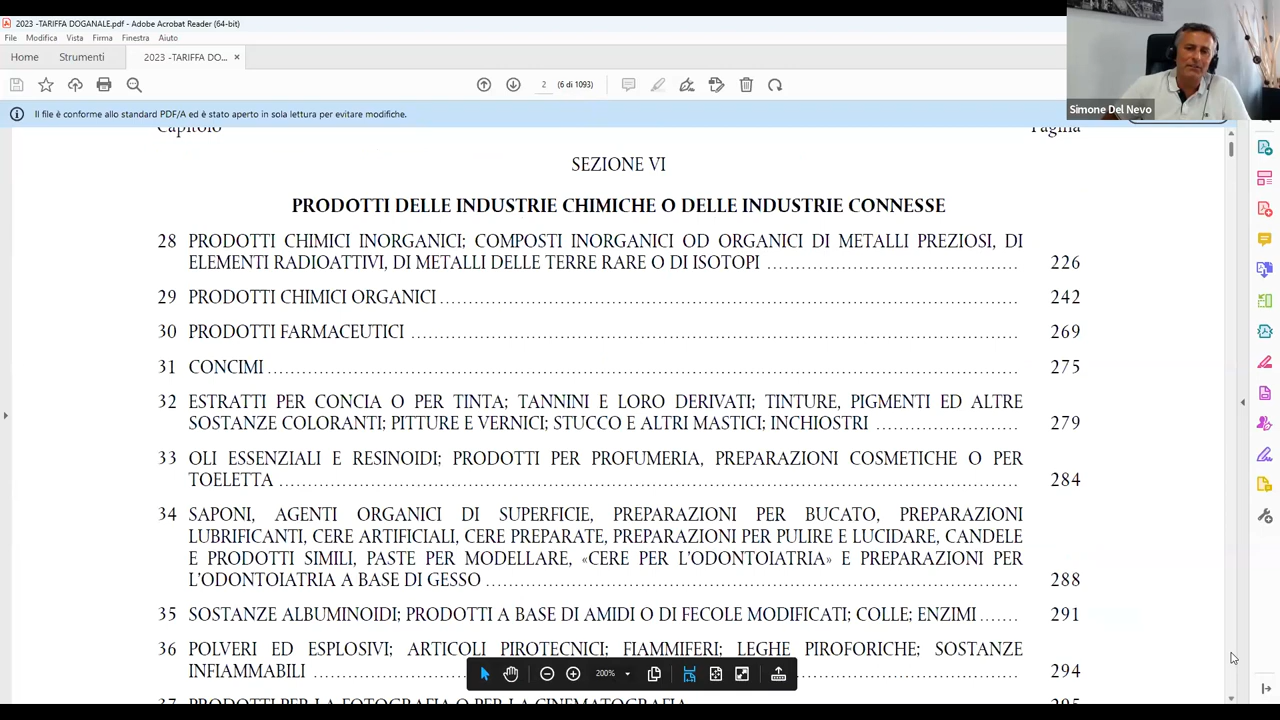 2023 -TARIFFA DOGANALE.pdf - Adobe Acrobat Reader (64-bit)
File Modifica Vista Firma Finestra Aiuto
Home Strumenti 2023 -TARIFFA DO... ×
2 (6 di 1093)
Simone Del Nevo
Il file è conforme allo standard PDF/A ed è stato aperto in sola lettura per evitare modifiche.
Capitolo Pagina
SEZIONE VI
PRODOTTI DELLE INDUSTRIE CHIMICHE O DELLE INDUSTRIE CONNESSE
28 PRODOTTI CHIMICI INORGANICI; COMPOSTI INORGANICI OD ORGANICI DI METALLI PREZIOSI, DI
ELEMENTI RADIOATTIVI, DI METALLI DELLE TERRE RARE O DI ISOTOPI 226
29 PRODOTTI CHIMICI ORGANICI 242
30 PRODOTTI FARMACEUTICI 269
31 CONCIMI 275
32 ESTRATTI PER CONCIA O PER TINTA; TANNINI E LORO DERIVATI; TINTURE, PIGMENTI ED ALTRE
SOSTANZE COLORANTI; PITTURE E VERNICI; STUCCO E ALTRI MASTICI; INCHIOSTRI 279
33 OLI ESSENZIALI E RESINOIDI; PRODOTTI PER PROFUMERIA, PREPARAZIONI COSMETICHE O PER
TOELETTA 284
34 SAPONI, AGENTI ORGANICI DI SUPERFICIE, PREPARAZIONI PER BUCATO, PREPARAZIONI
LUBRIFICANTI, CERE ARTIFICIALI, CERE PREPARATE, PREPARAZIONI PER PULIRE E LUCIDARE, CANDELE
E PRODOTTI SIMILI, PASTE PER MODELLARE, «CERE PER L'ODONTOIATRIA» E PREPARAZIONI PER
L'ODONTOIATRIA A BASE DI GESSO 288
35 SOSTANZE ALBUMINOIDI; PRODOTTI A BASE DI AMIDI O DI FECOLE MODIFICATI; COLLE; ENZIMI 291
36 POLVERI ED ESPLOSIVI; ARTICOLI PIROTECNICI; FIAMMIFERI; LEGHE PIROFORICHE; SOSTANZE
INFIAMMABILI 294
200%
37 PRODOTTI PER LA FOTOGRAFIA O PER LA CINEMATOGRAFIA 295